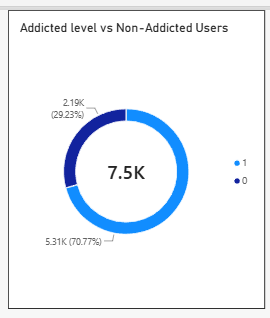 Addicted level vs Non-Addicted Users
2.19K
(29.23%)
7.5K
1
0
5.31K (70.77%)